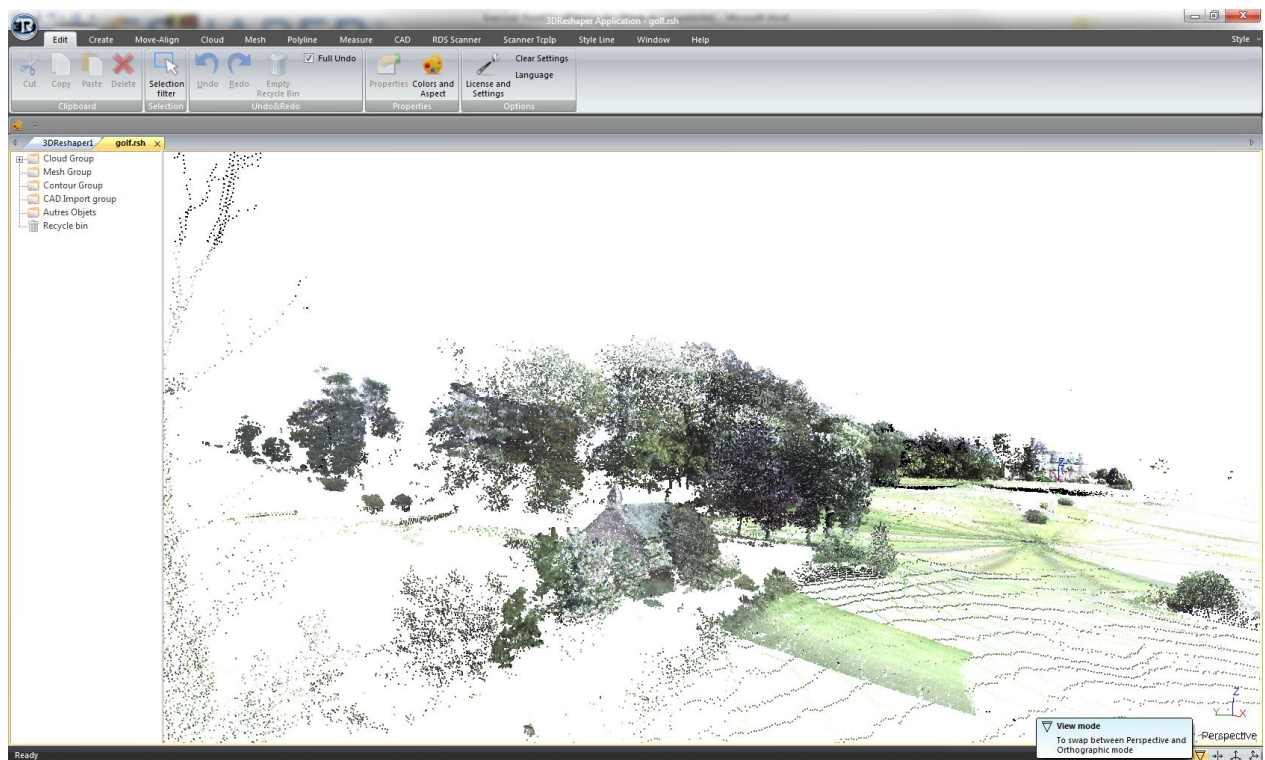 3DReshaper Application - golf.rsh
Edit Create Move-Align Cloud Mesh Polyline Measure CAD RDS Scanner Scanner TcpIp Style Line Window Help Style
Cut Copy Paste Delete
Clipboard
Selection filter
Selection
Undo Redo Empty Recycle Bin Full Undo
Undo&Redo
Properties Colors and Aspect
Properties
License and Settings Clear Settings
Language
Options
3DReshaper1 golf.rsh
Cloud Group
Mesh Group
Contour Group
CAD Import group
Autres Objets
Recycle bin
Z
Z
Y X
View mode
To swap between Perspective and
Orthographic mode
Perspective
Ready